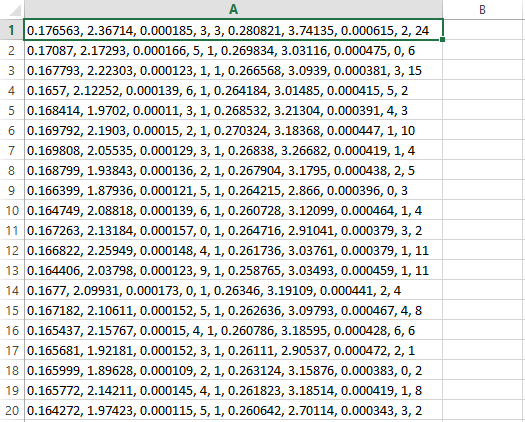 A B
1 0.176563, 2.36714, 0.000185, 3, 3, 0.280821, 3.74135, 0.000615, 2, 24
2 0.17087, 2.17293, 0.000166, 5, 1, 0.269834, 3.03116, 0.000475, 0, 6
3 0.167793, 2.22303, 0.000123, 1, 1, 0.266568, 3.0939, 0.000381, 3, 15
4 0.1657, 2.12252, 0.000139, 6, 1, 0.264184, 3.01485, 0.000415, 5, 2
5 0.168414, 1.9702, 0.00011, 3, 1, 0.268532, 3.21304, 0.000391, 4, 3
6 0.169792, 2.1903, 0.00015, 2, 1, 0.270324, 3.18368, 0.000447, 1, 10
7 0.169808, 2.05535, 0.000129, 3, 1, 0.26838, 3.26682, 0.000419, 1, 4
8 0.168799, 1.93843, 0.000136, 2, 1, 0.267904, 3.1795, 0.000438, 2, 5
9 0.166399, 1.87936, 0.000121, 5, 1, 0.264215, 2.866, 0.000396, 0, 3
10 0.164749, 2.08818, 0.000139, 6, 1, 0.260728, 3.12099, 0.000464, 1, 4
11 0.167263, 2.13184, 0.000157, 0, 1, 0.264716, 2.91041, 0.000379, 3, 2
12 0.166822, 2.25949, 0.000148, 4, 1, 0.261736, 3.03761, 0.000379, 1, 11
13 0.164406, 2.03798, 0.000123, 9, 1, 0.258765, 3.03493, 0.000459, 1, 11
14 0.1677, 2.09931, 0.000173, 0, 1, 0.26346, 3.19109, 0.000441, 2, 4
15 0.167182, 2.10611, 0.000152, 5, 1, 0.262636, 3.09793, 0.000467, 4, 8
16 0.165437, 2.15767, 0.00015, 4, 1, 0.260786, 3.18595, 0.000428, 6, 6
17 0.165681, 1.92181, 0.000152, 3, 1, 0.26111, 2.90537, 0.000472, 2, 1
18 0.165999, 1.89628, 0.000109, 2, 1, 0.263124, 3.15876, 0.000383, 0, 2
19 0.165772, 2.14211, 0.000145, 4, 1, 0.261823, 3.18514, 0.000419, 1, 8
20 0.164272, 1.97423, 0.000115, 5, 1, 0.260642, 2.70114, 0.000343, 3, 2